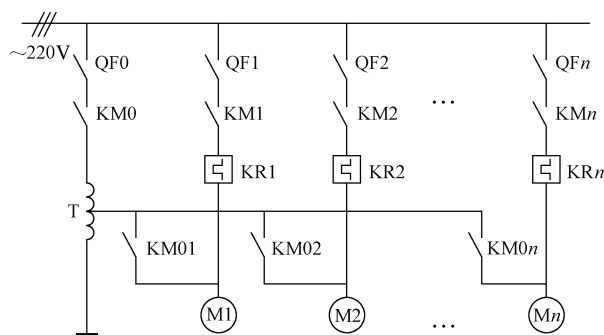 ~220V
QF0 QF1 QF2 QFn
KM0 KM1 KM2 … KMn
KR1 KR2 KRn
T
KM01 KM02 KM0n
M1 M2 … Mn